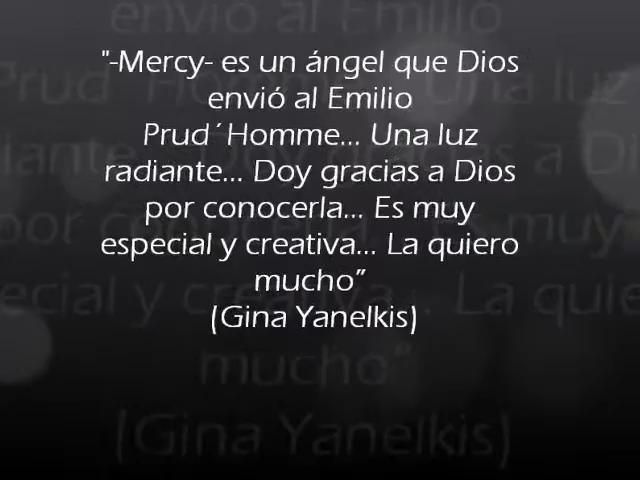 "-Mercy- es un ángel que Dios
envió al Emilio
Prud´Homme... Una luz
radiante... Doy gracias a Dios
por conocerla... Es muy
especial y creativa... La quiero
mucho”
(Gina Yanelkis)